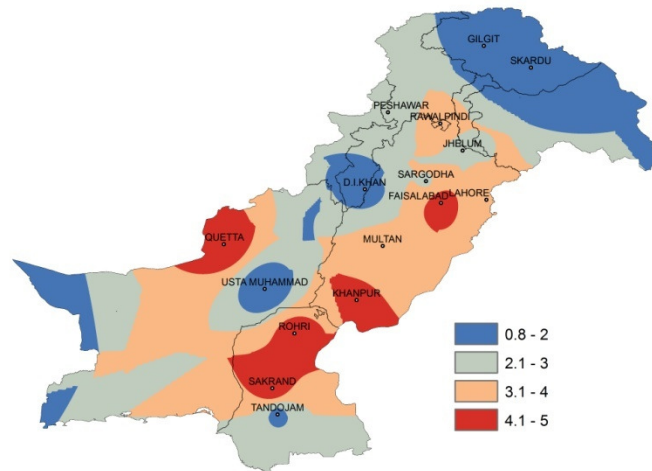 GILGIT
SKARDU
PESHAWAR
RAWALPINDI
JHELUM
SARGODHA
D.I.KHAN
FAISALABAD
LAHORE
QUETTA
MULTAN
USTA MUHAMMAD
KHANPUR
ROHRI
SAKRAND
TANDOJAM
0.8 - 2
2.1 - 3
3.1 - 4
4.1 - 5